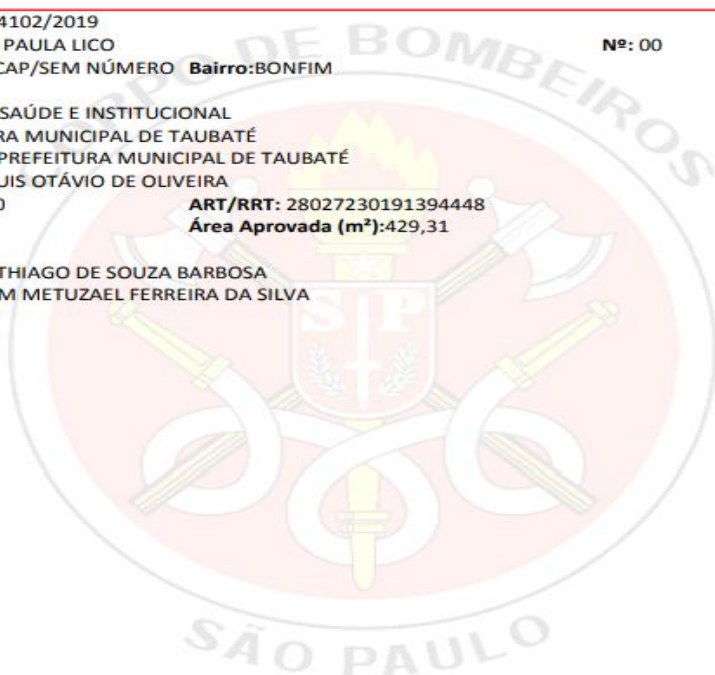 4102/2019
PAULA LICO Nº: 00
CAP/SEM NÚMERO Bairro:BONFIM
SAÚDE E INSTITUCIONAL
RA MUNICIPAL DE TAUBATÉ
PREFEITURA MUNICIPAL DE TAUBATÉ
UIS OTÁVIO DE OLIVEIRA
0 ART/RRT: 28027230191394448
Área Aprovada (m²):429,31
THIAGO DE SOUZA BARBOSA
M METUZAEL FERREIRA DA SILVA
CORPO DE BOMBEIROS
SP
SÃO PAULO